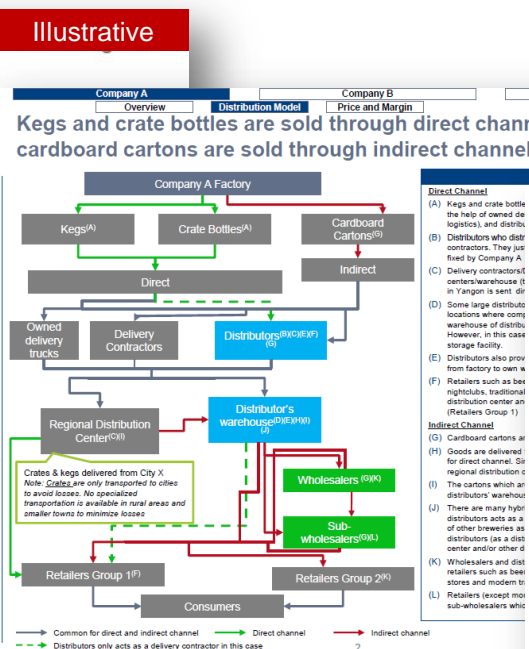 Illustrative
Company A
Company B
Overview
Distribution Model
Price and Margin
Kegs and crate bottles are sold through direct
cardboard cartons are sold through indirect channel
Company A Factory
Kegs(A)
Crate Bottles(A)
Cardboard
Cartons(G)
Direct
Indirect
Owned
delivery
trucks
Delivery
Contractors
Distributors(B)(C)(E)(F)
(G)
Regional Distribution
Center(C)(I)
Distributor's
warehouse(D)(E)(H)(I)
(J)
Crates & kegs delivered from City X
Note: Crates are only transported to cities
to avoid losses. No specialized
transportation is available in rural areas and
smaller towns to minimize losses
Wholesalers (G)(K)
Sub-
wholesalers(G)(L)
Retailers Group 1(F)
Retailers Group 2(K)
Consumers
Common for direct and indirect channel
Direct channel
Indirect channel
Distributors only acts as a delivery contractor in this case
2
Direct Channel
(A) Kegs and crate bottle
the help of owned de
logistics), and distribu
(B) Distributors who distr
contractors. They jus
fixed by Company A
(C) Delivery contractors/
centers/warehouse (t
in Yangon is sent dir
(D) Some large distributo
locations where comp
warehouse of distribu
However, in this case
storage facility.
(E) Distributors also prov
from factory to own w
(F) Retailers such as bee
nightclubs, traditional
distribution center an
(Retailers Group 1)
Indirect Channel
(G) Cardboard cartons ar
(H) Goods are delivered
for direct channel. Sin
regional distribution c
(I) The cartons which ar
distributors' warehous
(J) There are many hybri
distributors acts as a
of other breweries as
distributors (as a dist
center and/or other d
(K) Wholesalers and dist
retailers such as beer
stores and modern tr
(L) Retailers (except mod
sub-wholesalers whic